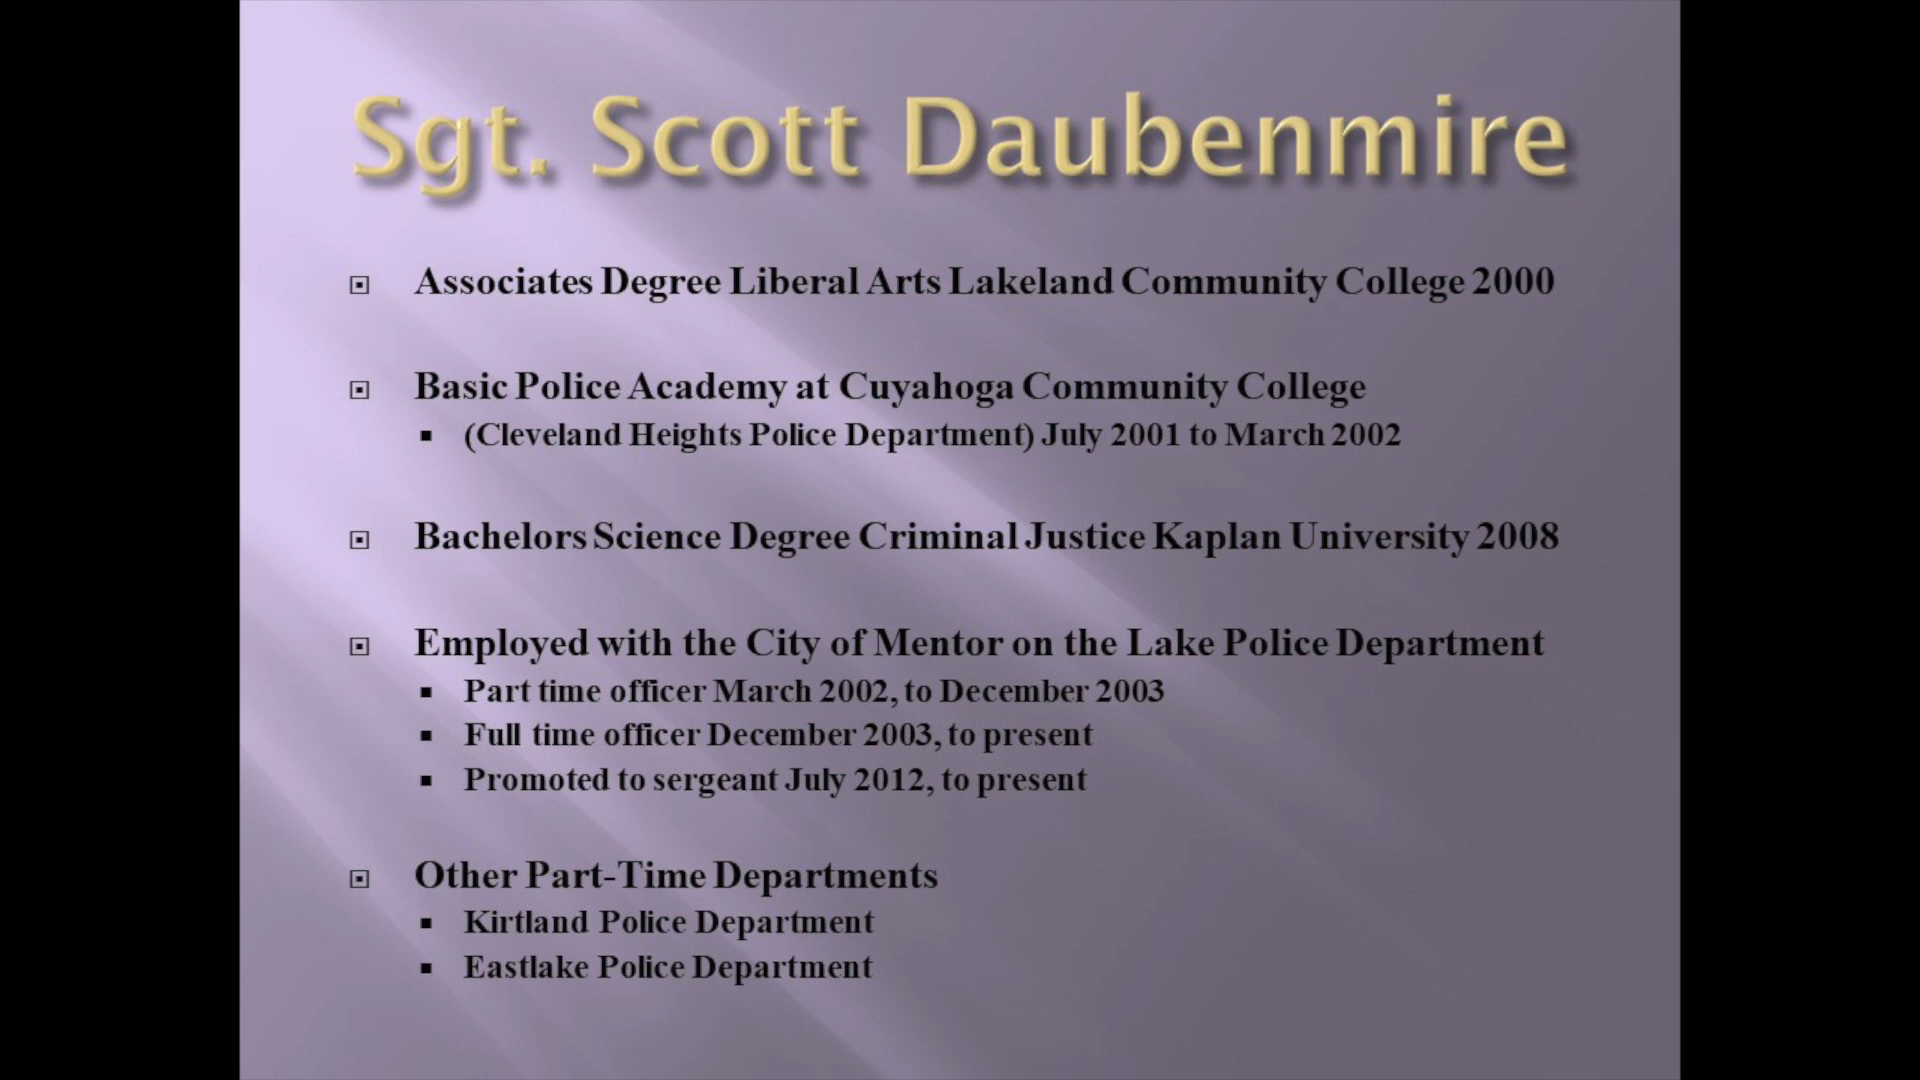 Sgt. Scott Daubenmire
Associates Degree Liberal Arts Lakeland Community College 2000
Basic Police Academy at Cuyahoga Community College
(Cleveland Heights Police Department) July 2001 to March 2002
Bachelors Science Degree Criminal Justice Kaplan University 2008
Employed with the City of Mentor on the Lake Police Department
Part time officer March 2002, to December 2003
Full time officer December 2003, to present
Promoted to sergeant July 2012, to present
Other Part-Time Departments
Kirtland Police Department
Eastlake Police Department